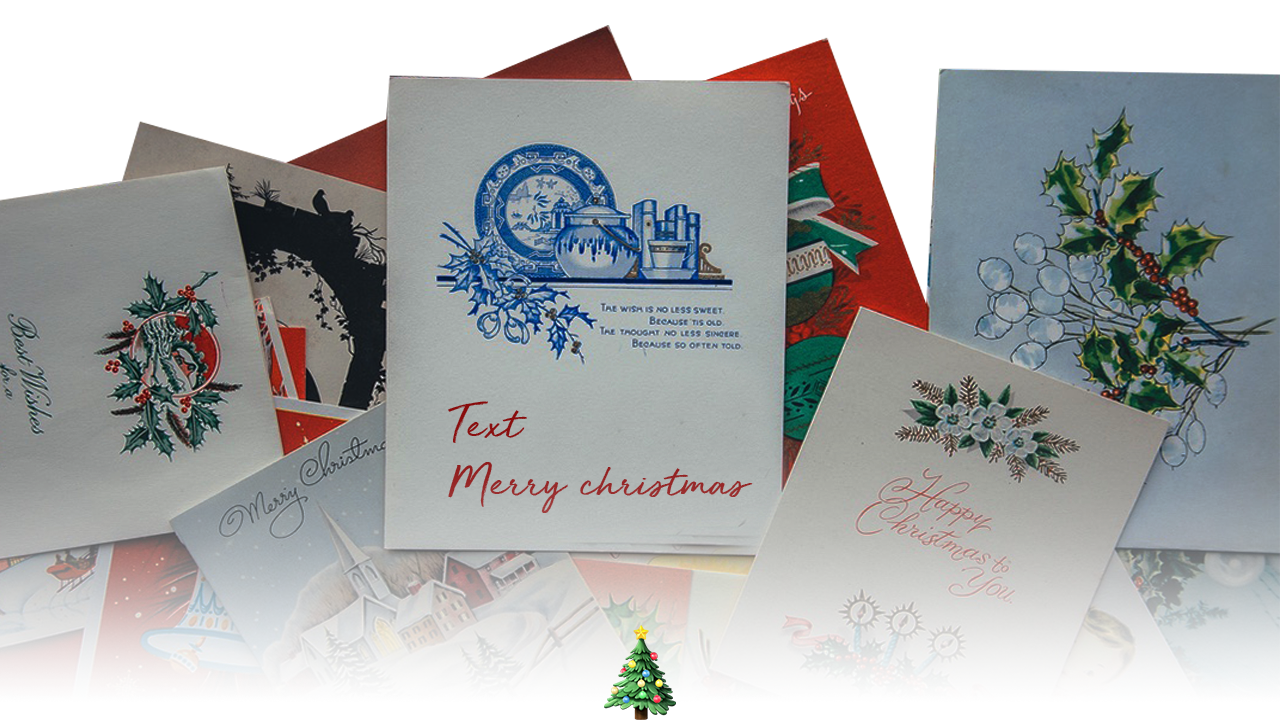 THE WISH IS NO LESS SWEET.
BECAUSE 'TIS OLD.
THE THOUGHT NO LESS SINCERE.
BECAUSE SO OFTEN TOLD.
Text
Merry christmas
Best Wishes
for a
Merry Christmas
Happy
Christmas to
You.